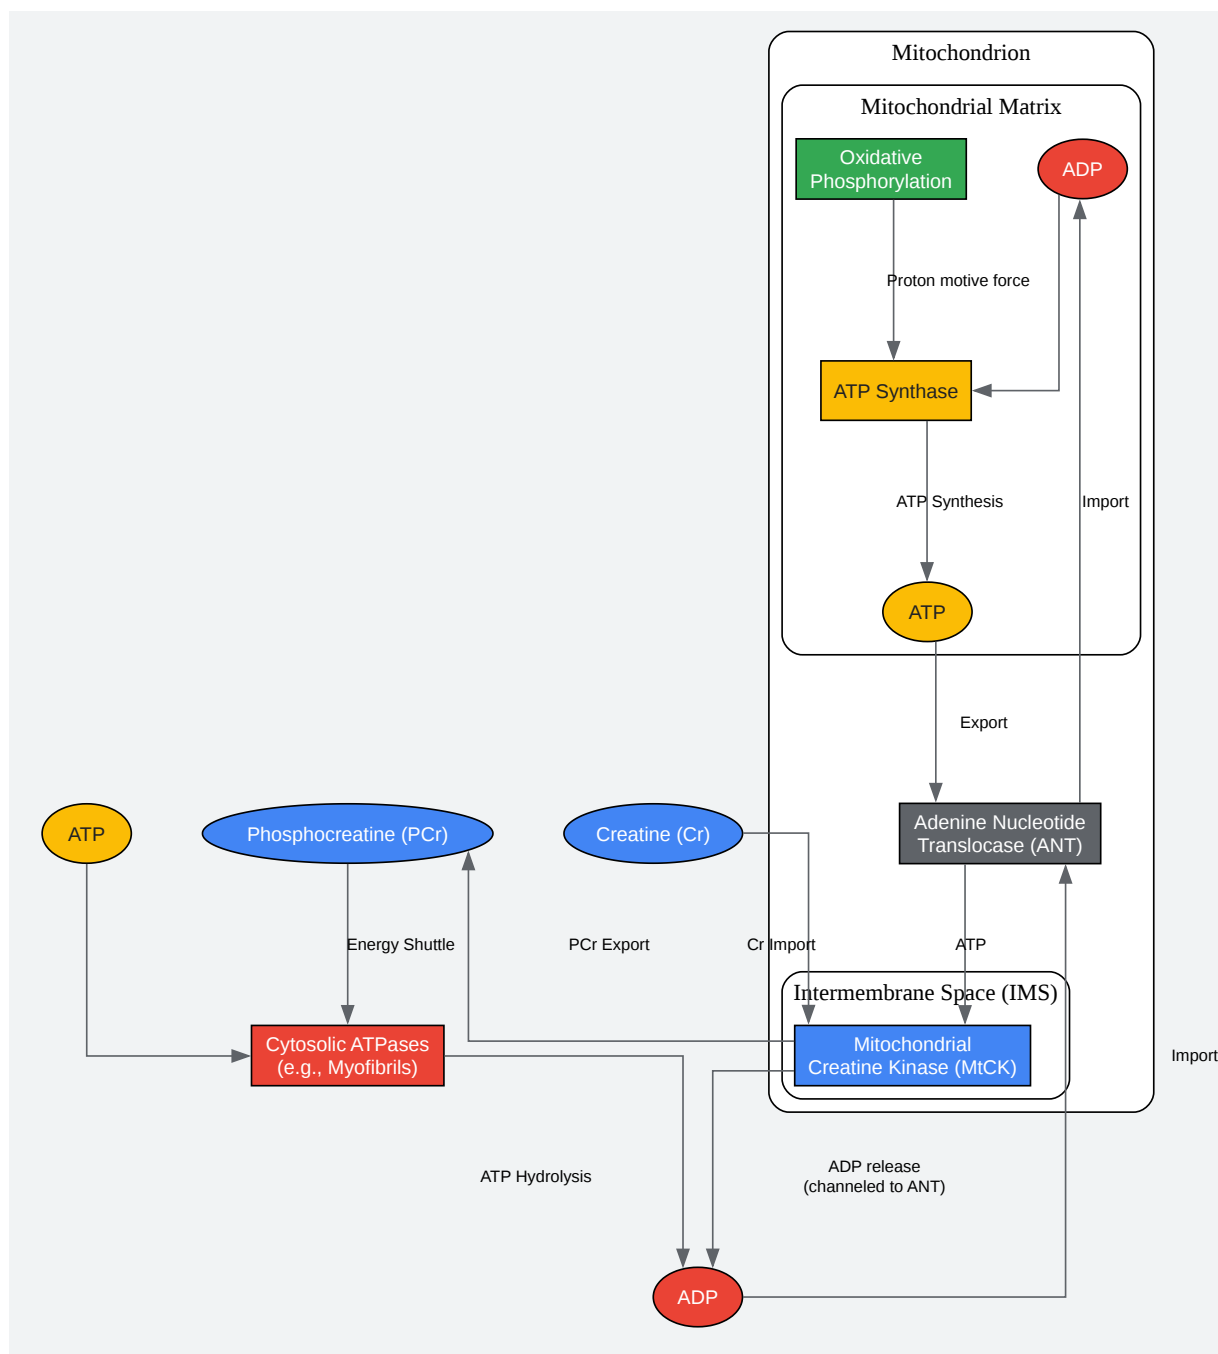 Mitochondrion
Mitochondrial Matrix
Oxidative
Phosphorylation
ADP
Proton motive force
ATP Synthase
ATP Synthesis
Import
ATP
Export
ATP
Phosphocreatine (PCr)
Creatine (Cr)
Adenine Nucleotide
Translocase (ANT)
Energy Shuttle
PCr Export
Cr Import
ATP
Intermembrane Space (IMS)
Cytosolic ATPases
(e.g., Myofibrils)
Mitochondrial
Creatine Kinase (MtCK)
Import
ATP Hydrolysis
ADP release
(channeled to ANT)
ADP